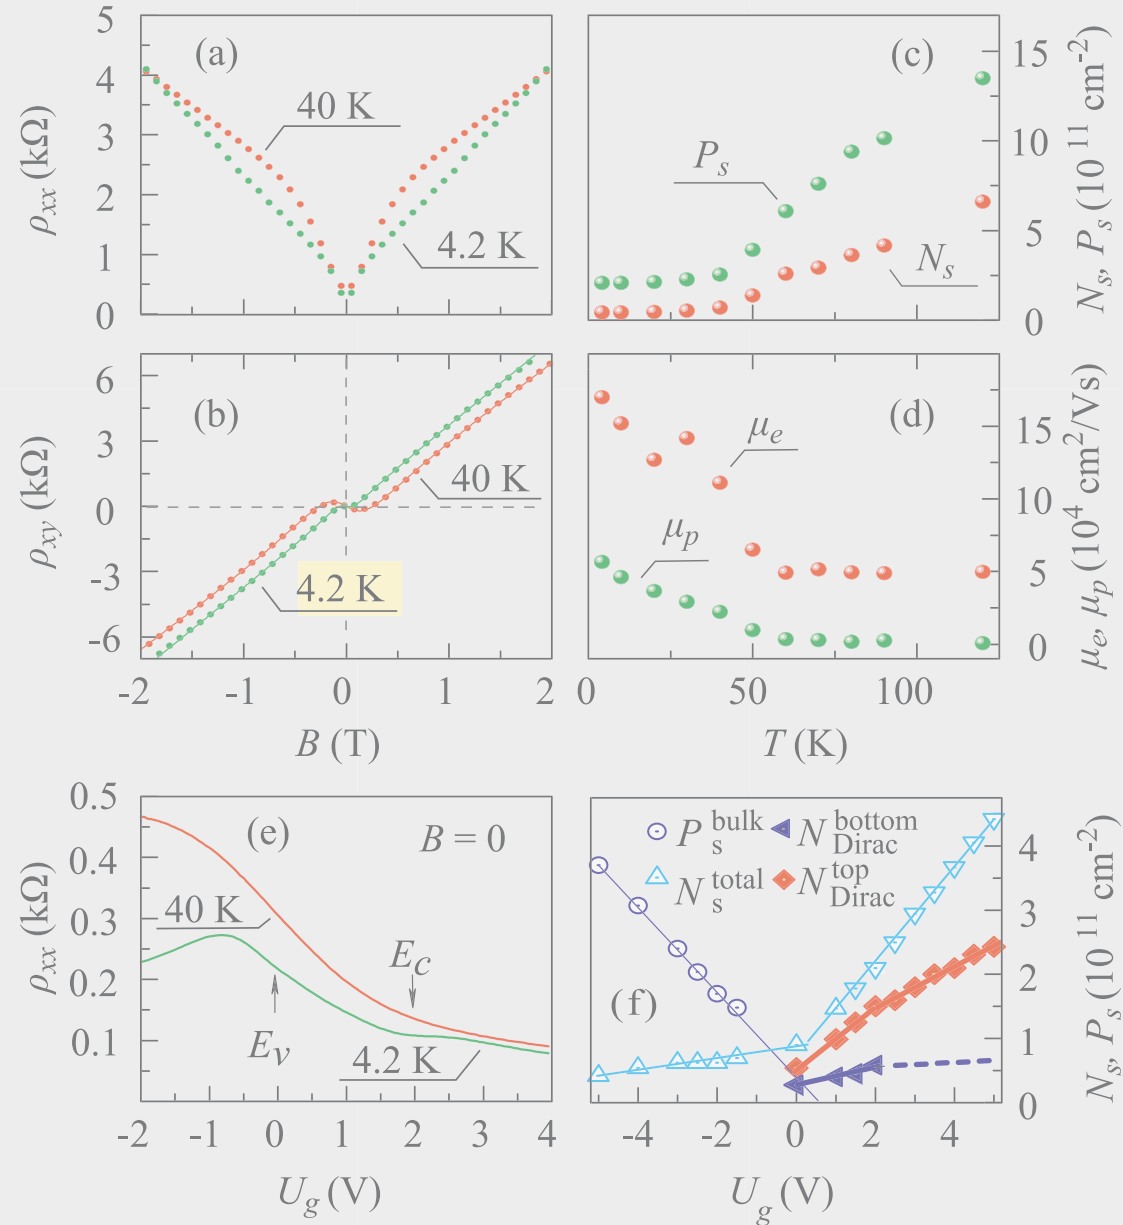 5
4
3
2
1
0
ρxx (kΩ)
(a)
40 K
4.2 K
(c)
Ps
Ns
15
10
5
0
Ns, Ps (10^11 cm^-2)
6
3
0
-3
-6
ρxy (kΩ)
(b)
40 K
4.2 K
-2 -1 0 1 2
B (T)
(d)
μe
μp
15
10
5
0
μe, μp (10^4 cm^2/Vs)
0 50 100
T (K)
0.5
0.4
0.3
0.2
0.1
ρxx (kΩ)
(e)
B = 0
40 K
Ec
Ev
4.2 K
-2 -1 0 1 2 3 4
Ug (V)
Ps^bulk NDirac^bottom
Ns^total NDirac^top
(f)
4
3
2
1
0
Ns, Ps (10^11 cm^-2)
-4 -2 0 2 4
Ug (V)